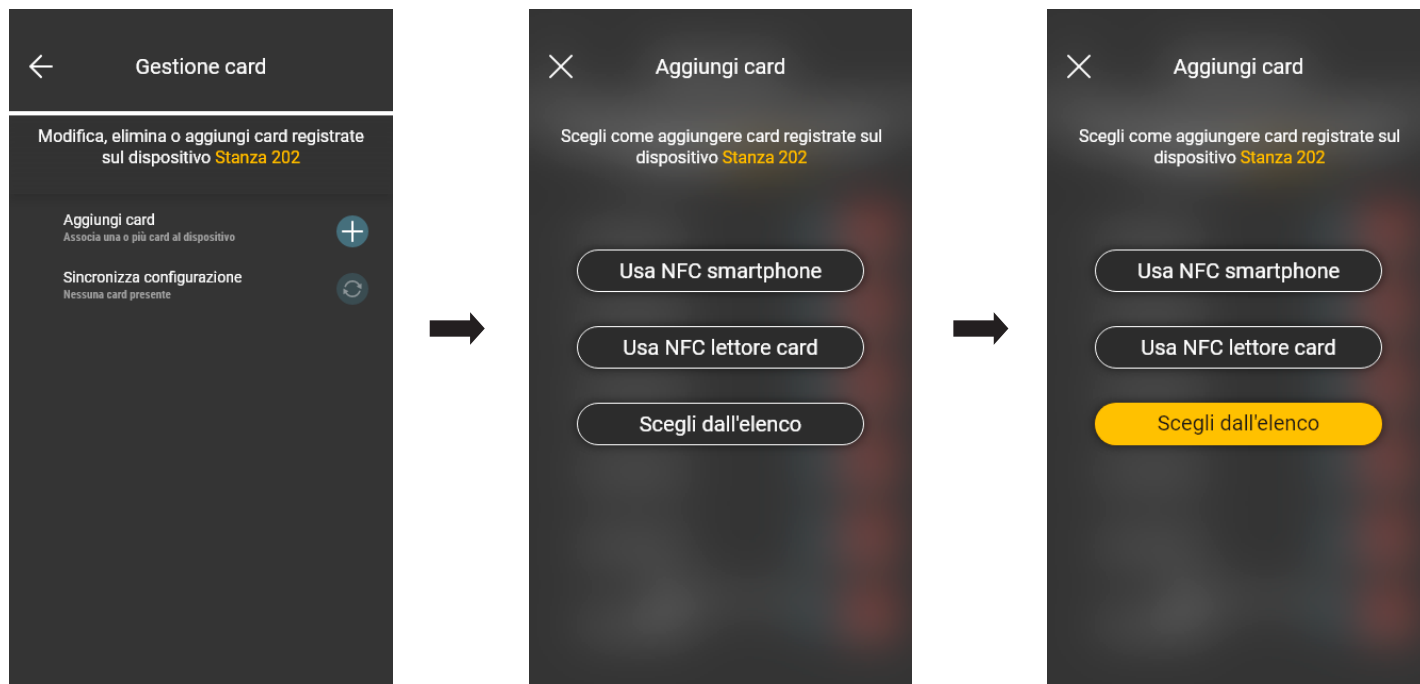 Gestione card
Modifica, elimina o aggiungi card registrate
sul dispositivo Stanza 202
Aggiungi card
Associa una o più card al dispositivo
Sincronizza configurazione
Nessuna card presente
Aggiungi card
Scegli come aggiungere card registrate sul
dispositivo Stanza 202
Usa NFC smartphone
Usa NFC lettore card
Scegli dall'elenco
Aggiungi card
Scegli come aggiungere card registrate sul
dispositivo Stanza 202
Usa NFC smartphone
Usa NFC lettore card
Scegli dall'elenco